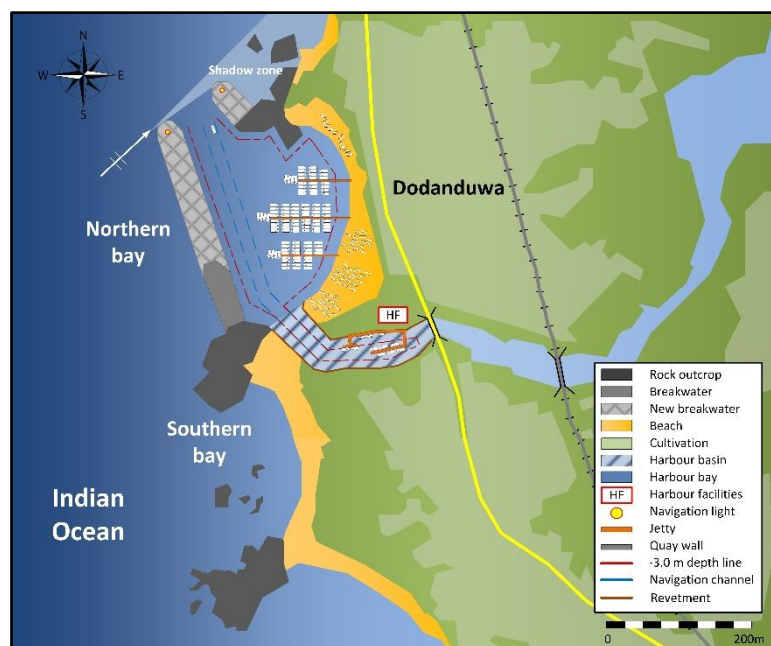 N
W E
S
Shadow zone
Dodanduwa
Northern
bay
HF
Southern
bay
Indian
Ocean
Rock outcrop
Breakwater
New breakwater
Beach
Cultivation
Harbour basin
Harbour bay
HF Harbour facilities
Navigation light
Jetty
Quay wall
-3.0 m depth line
Navigation channel
Revetment
0 200m